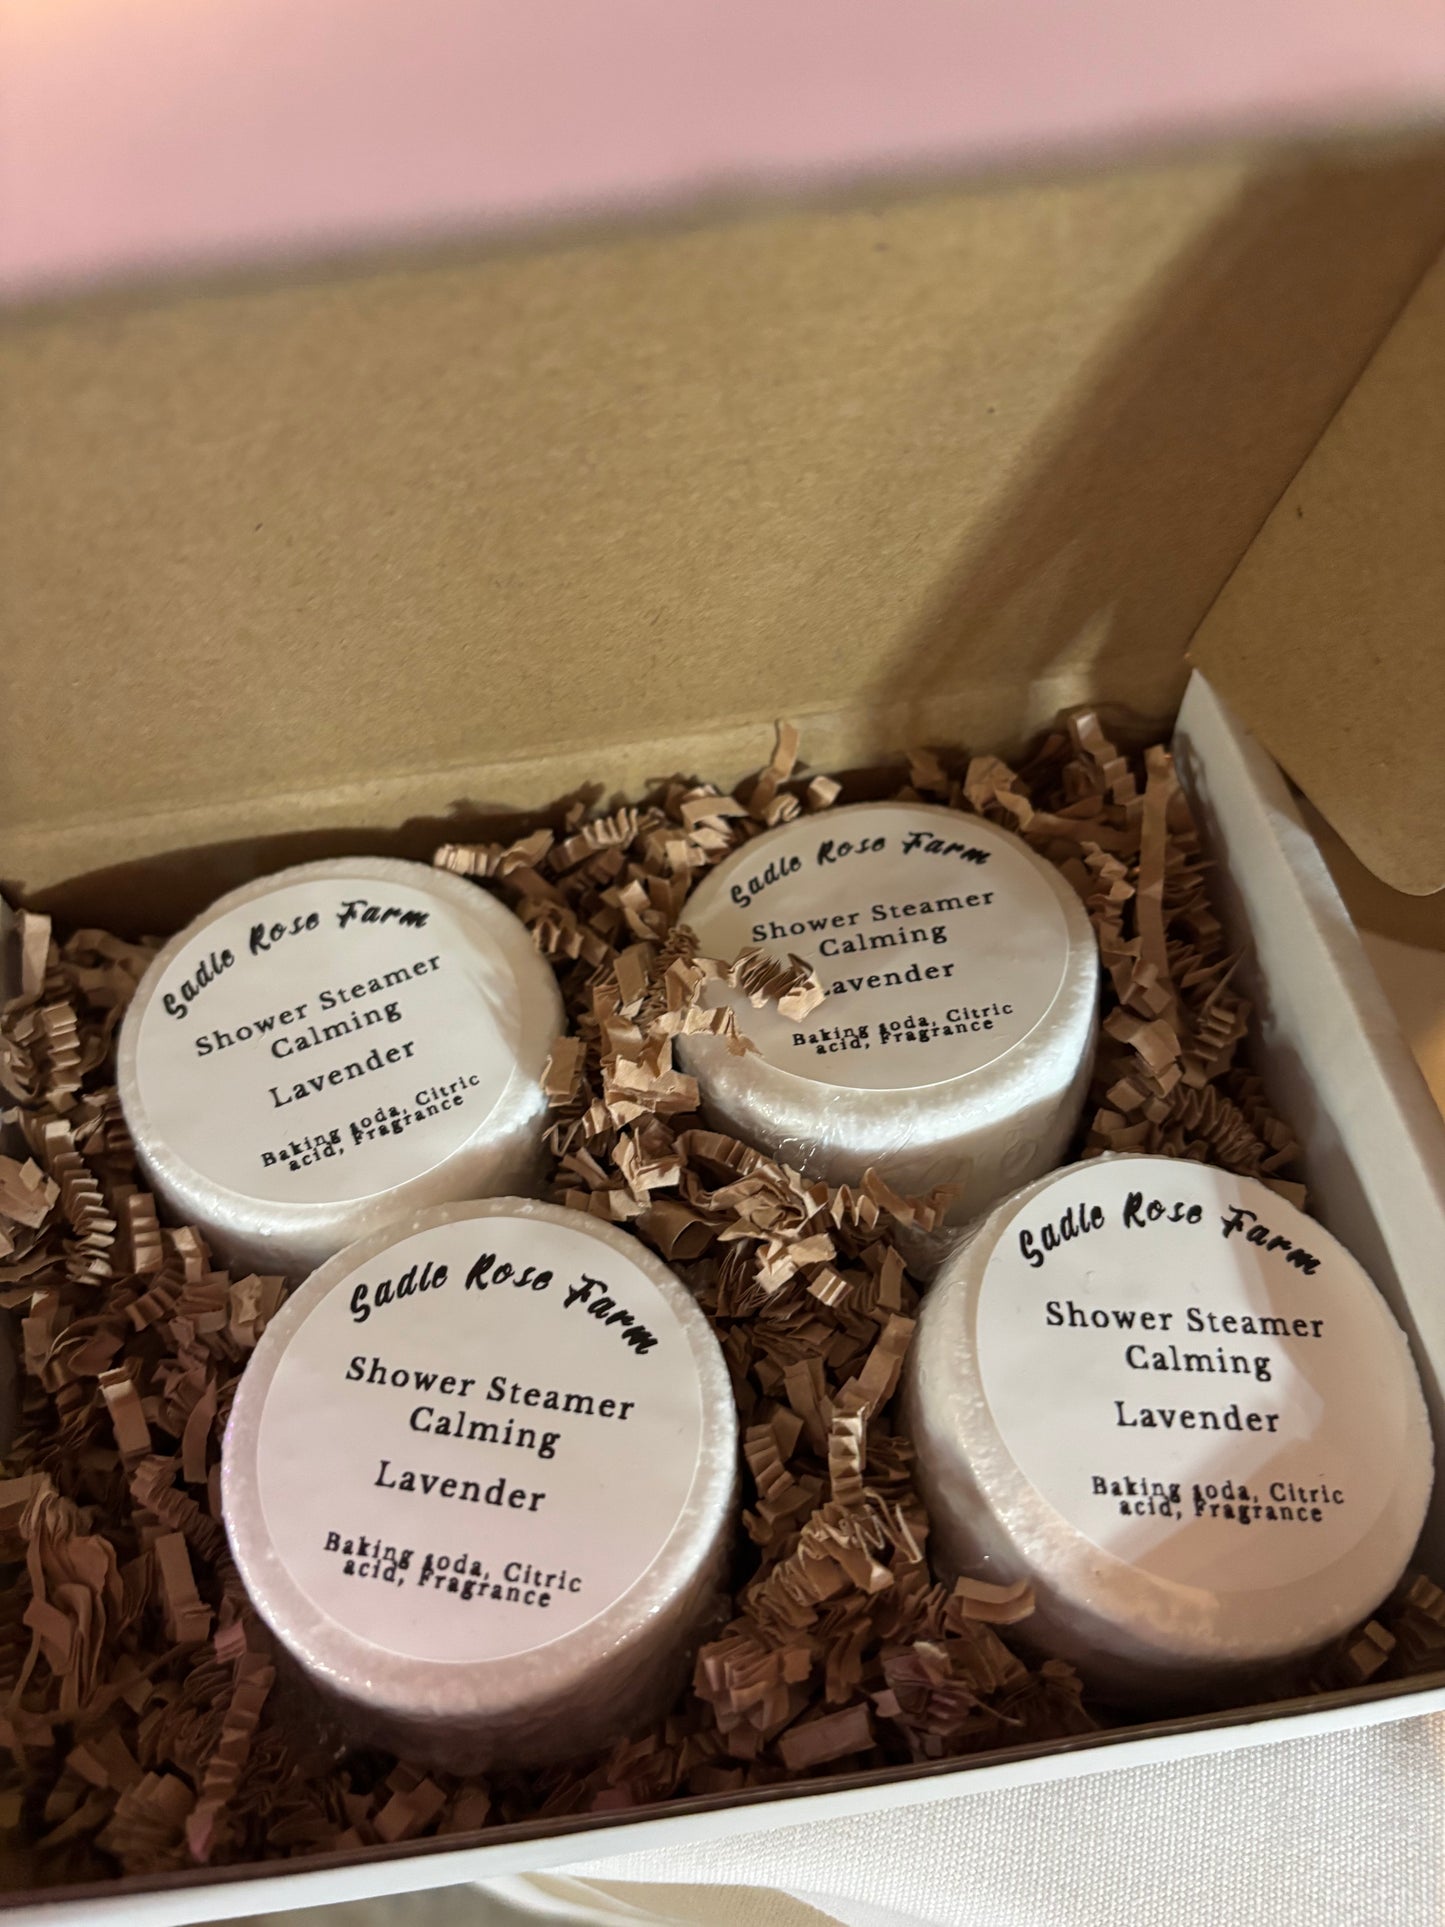 Sadle Rose Farm
Shower Steamer
Calming
Lavender
Baking soda, Citric
acid, Fragrance
Sadle Rose Farm
Shower Steamer
Calming
Lavender
Baking soda, Citric
acid, Fragrance
Sadle Rose Farm
Shower Steamer
Calming
Lavender
Baking soda, Citric
acid, Fragrance
Sadle Rose Farm
Shower Steamer
Calming
Lavender
Baking soda, Citric
acid, Fragrance